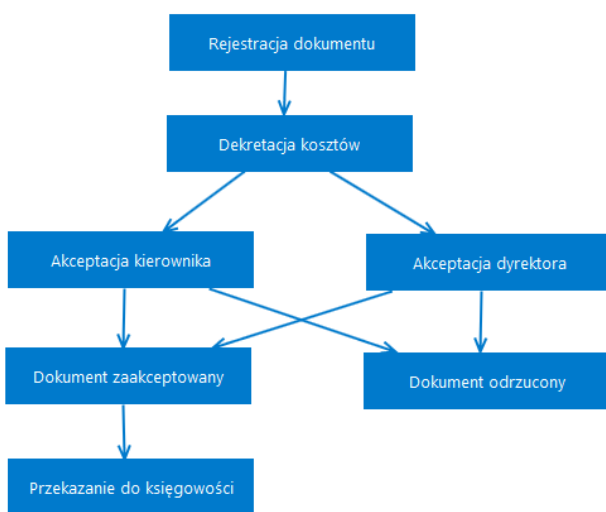 Rejestracja dokumentu
Dekretacja kosztów
Akceptacja kierownika
Akceptacja dyrektora
Dokument zaakceptowany
Dokument odrzucony
Przekazanie do księgowości